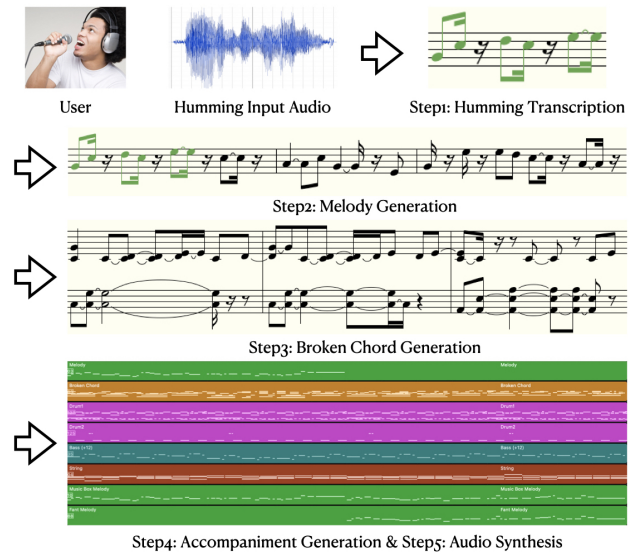 User
Humming Input Audio
Step1: Humming Transcription
Step2: Melody Generation
Step3: Broken Chord Generation
Melody
Melody
Broken Chord
Broken Chord
Drum1
Drum1
Drum2
Drum2
Bass (+12)
Bass (+12)
String
String
Music Box Melody
Music Box Melody
Fant Melody
Fant Melody
Step4: Accompaniment Generation & Step5: Audio Synthesis